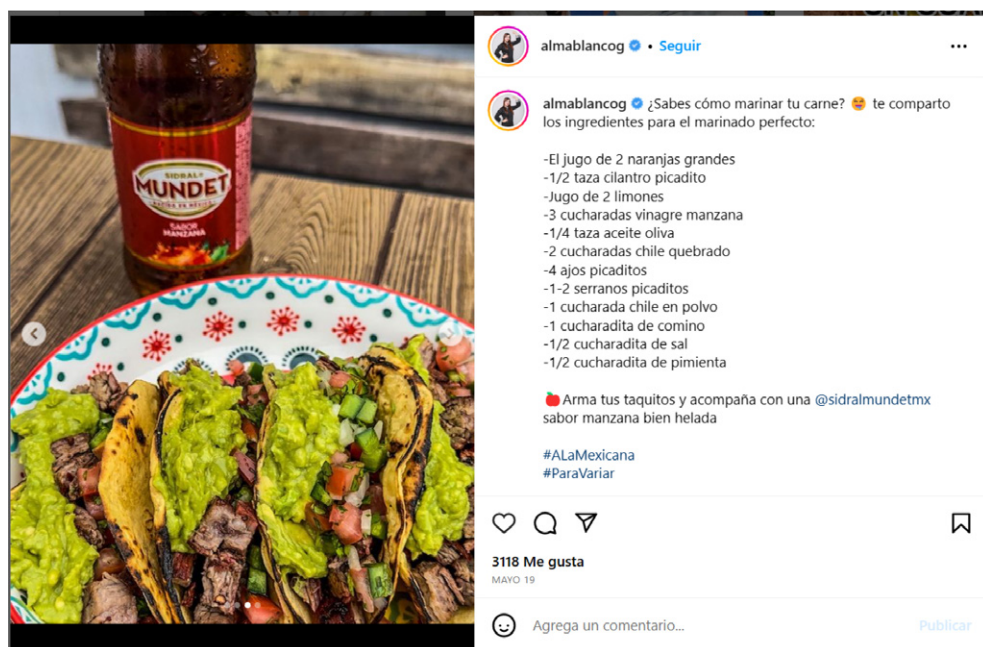 SIDRAL®
MUNDET
NACIDA EN MÉXICO
SABOR
MANZANA
almablancog • Seguir
almablancog ¿Sabes cómo marinar tu carne? 😆 te comparto
los ingredientes para el marinado perfecto:
-El jugo de 2 naranjas grandes
-1/2 taza cilantro picadito
-Jugo de 2 limones
-3 cucharadas vinagre manzana
-1/4 taza aceite oliva
-2 cucharadas chile quebrado
-4 ajos picaditos
-1-2 serranos picaditos
-1 cucharada chile en polvo
-1 cucharadita de comino
-1/2 cucharadita de sal
-1/2 cucharadita de pimienta
🍎Arma tus taquitos y acompaña con una @sidralmundetmx
sabor manzana bien helada
#ALaMexicana
#ParaVariar
3118 Me gusta
MAYO 19
Agrega un comentario...
Publicar